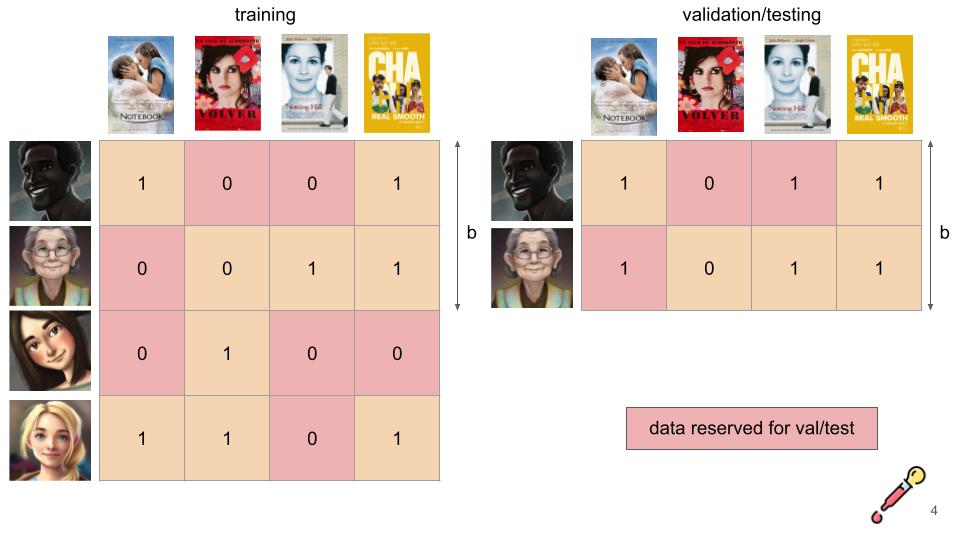 training
validation/testing
NOTEBOOK
VOLVER
Notting Hill
CHA
REAL SMOOTH
NOTEBOOK
VOLVER
Notting Hill
CHA
REAL SMOOTH
1 0 0 1
0 0 1 1
0 1 0 0
1 1 0 1
b
1 0 1 1
1 0 1 1
b
data reserved for val/test
4